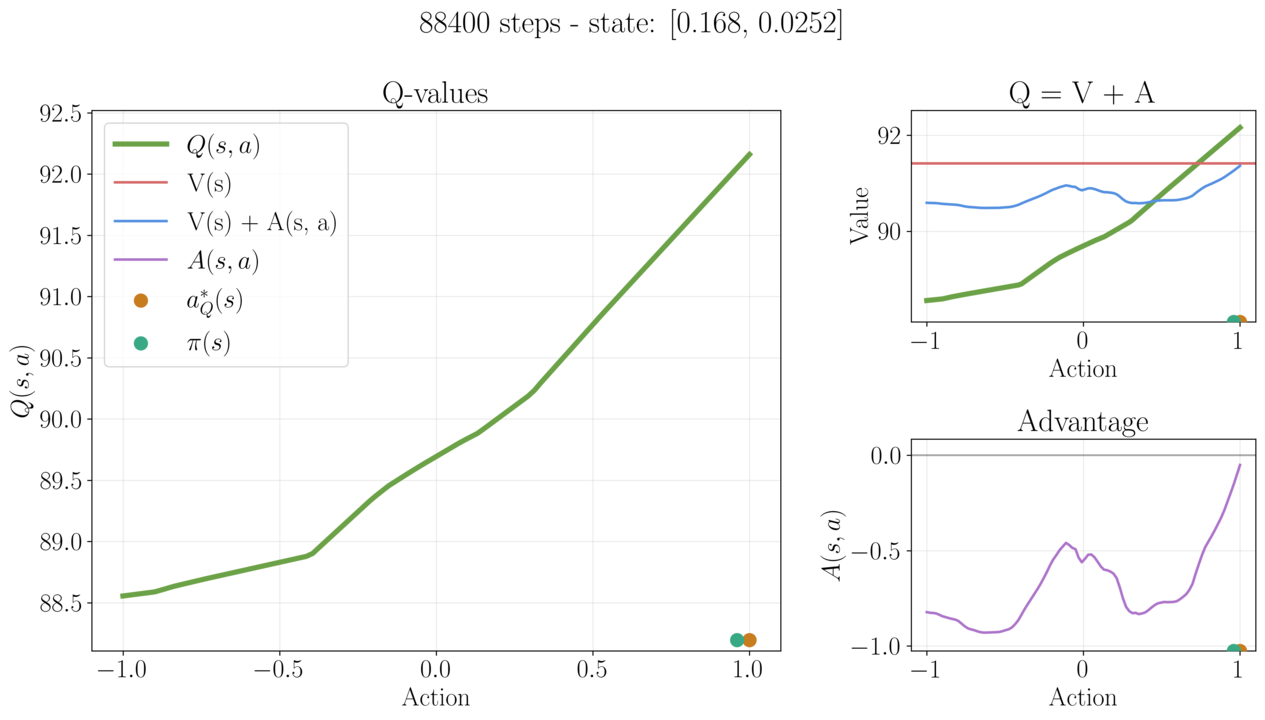 88400 steps - state: [0.168, 0.0252]
Q-values
92.5
92.0
91.5
91.0
90.5
90.0
89.5
89.0
88.5
Q(s, a)
−1.0 −0.5 0.0 0.5 1.0
Action
Q(s, a)
V(s)
V(s) + A(s, a)
A(s, a)
a*Q(s)
π(s)
Q = V + A
92
90
Value
−1 0 1
Action
Advantage
0.0
−0.5
−1.0
A(s, a)
−1 0 1
Action